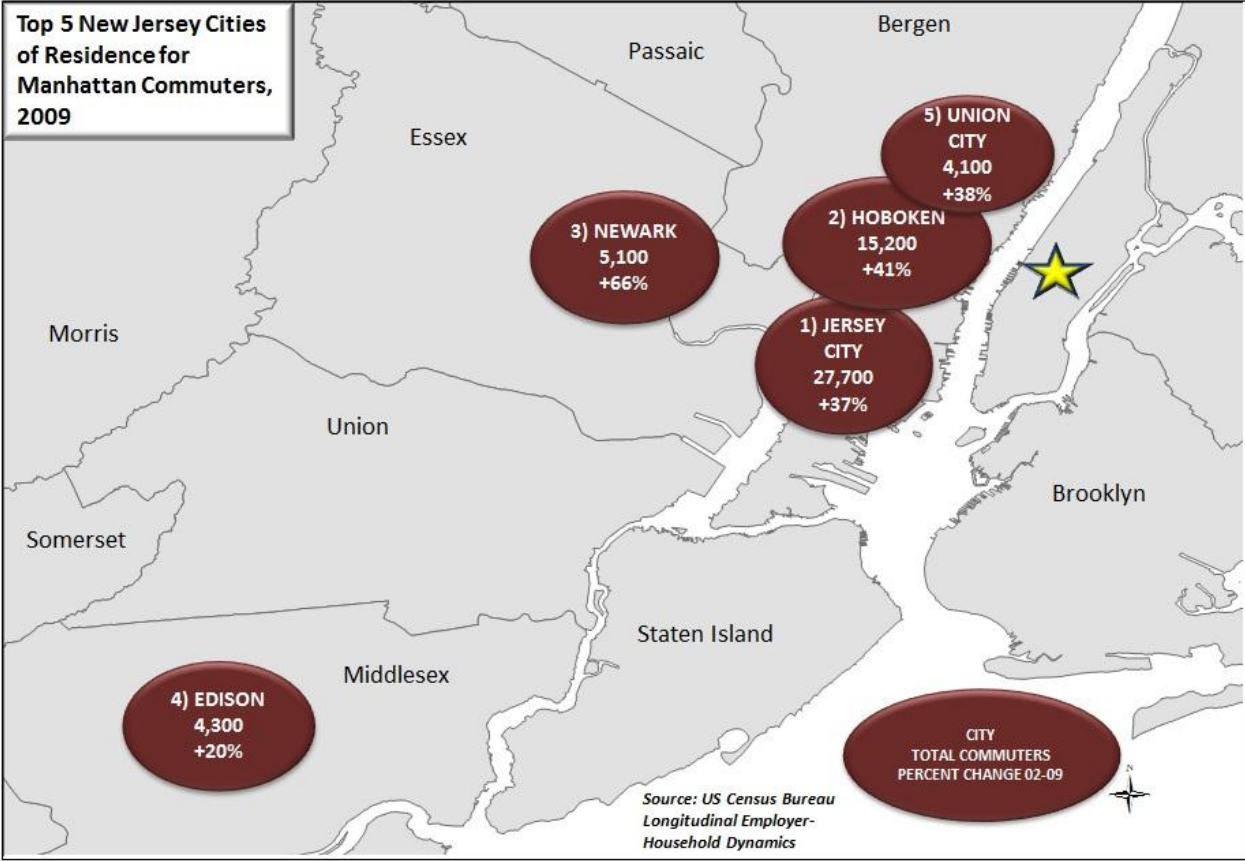 Top 5 New Jersey Cities
of Residence for
Manhattan Commuters,
2009
Bergen
Passaic
Essex
5) UNION
CITY
4,100
+38%
2) HOBOKEN
15,200
+41%
3) NEWARK
5,100
+66%
1) JERSEY
CITY
27,700
+37%
Morris
Union
Brooklyn
Somerset
Staten Island
Middlesex
4) EDISON
4,300
+20%
CITY
TOTAL COMMUTERS
PERCENT CHANGE 02-09
N
Source: US Census Bureau
Longitudinal Employer-
Household Dynamics